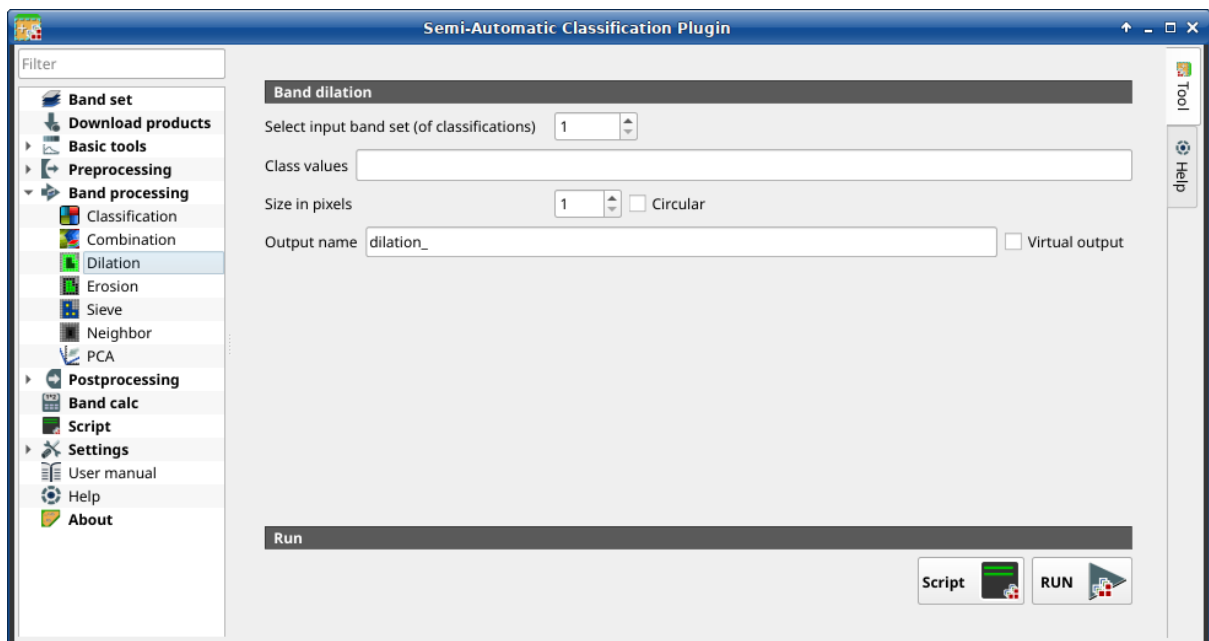 Semi-Automatic Classification Plugin
Filter
Band set
Download products
Basic tools
Preprocessing
Band processing
Classification
Combination
Dilation
Erosion
Sieve
Neighbor
PCA
Postprocessing
Band calc
Script
Settings
User manual
Help
About
Band dilation
Select input band set (of classifications) 1
Class values
Size in pixels 1 Circular
Output name dilation_ Virtual output
Run
Script RUN
Tool
Help